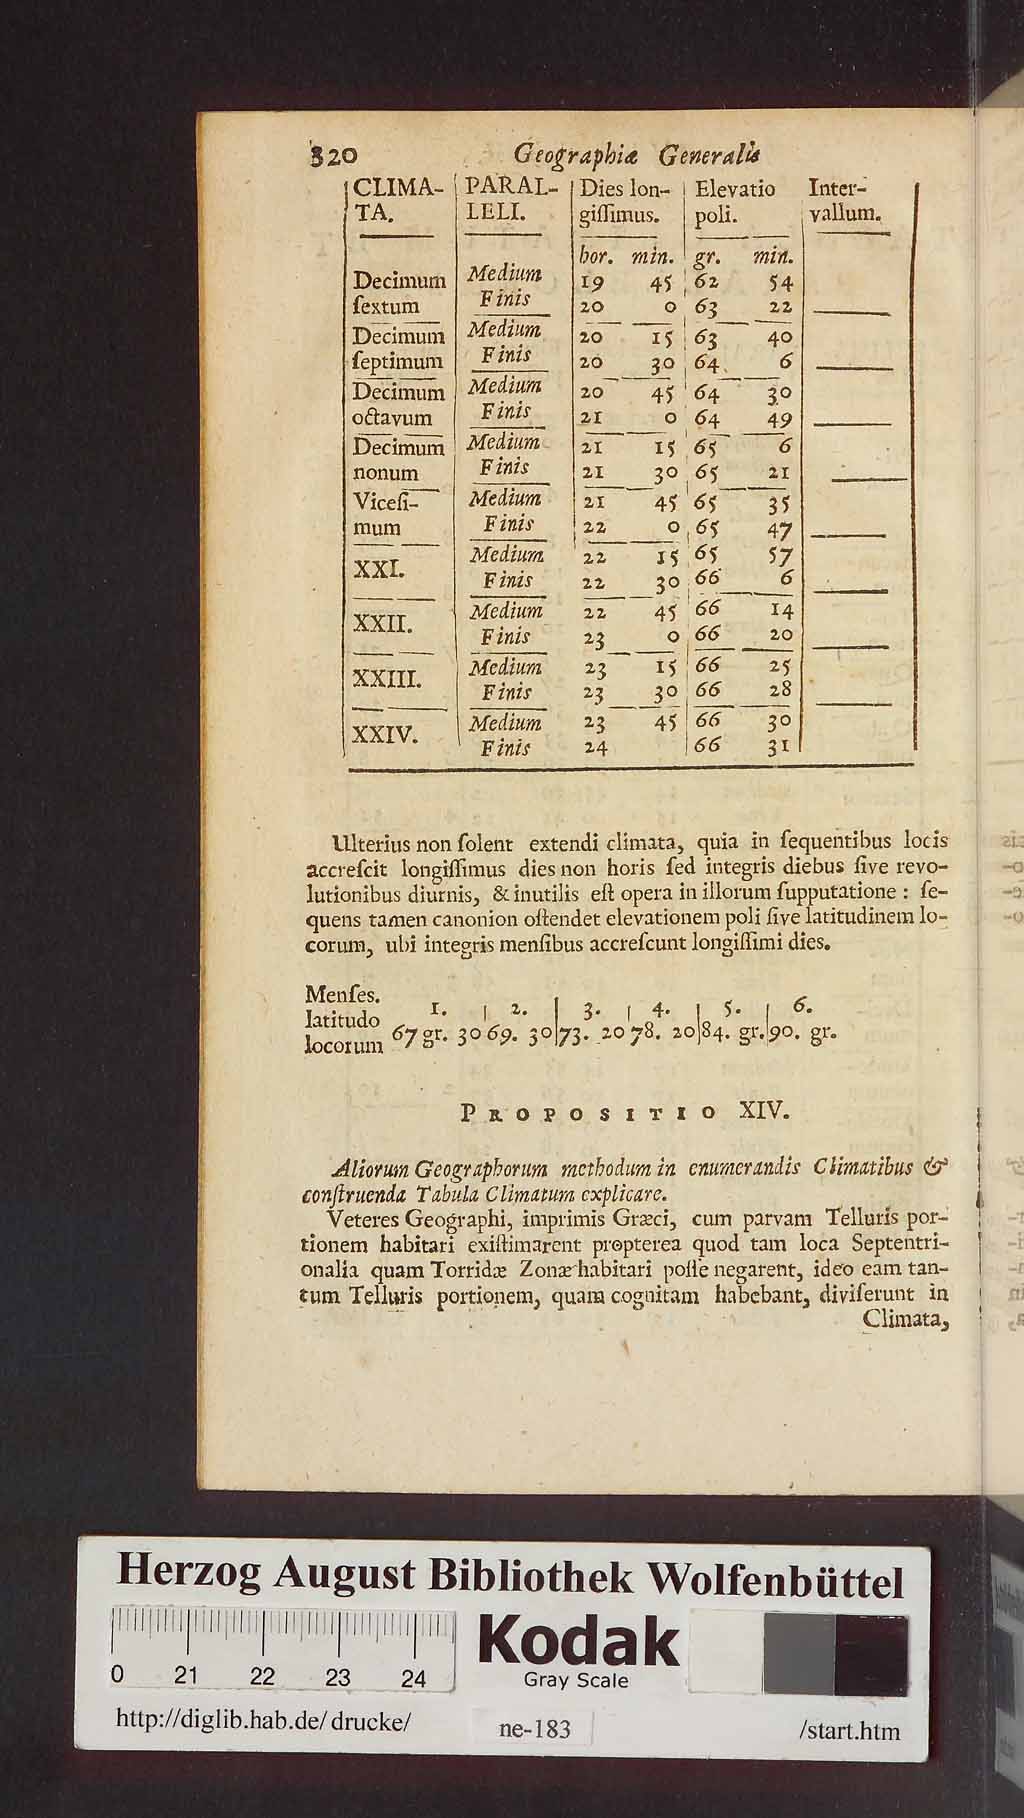 320 Geographiæ Generalis
CLIMA- PARAL- Dies lon- Elevatio Inter-
TA. LELI. giſſimus. poli. vallum.
hor. min. gr. min.
Decimum Medium 19 45 62 54
ſextum Finis 20 0 63 22
Decimum Medium 20 15 63 40
ſeptimum Finis 20 30 64 6
Decimum Medium 20 45 64 30
octavum Finis 21 0 64 49
Decimum Medium 21 15 65 6
nonum Finis 21 30 65 21
Viceſi- Medium 21 45 65 35
mum Finis 22 0 65 47
XXI. Medium 22 15 65 57
Finis 22 30 66 6
XXII. Medium 22 45 66 14
Finis 23 0 66 20
XXIII. Medium 23 15 66 25
Finis 23 30 66 28
XXIV. Medium 23 45 66 30
Finis 24 66 31
Ulterius non ſolent extendi climata, quia in ſequentibus locis
accreſcit longiſſimus dies non horis ſed integris diebus ſive revo-
lutionibus diurnis, & inutilis eſt opera in illorum ſupputatione : ſe-
quens tamen canonion oſtendet elevationem poli ſive latitudinem lo-
corum, ubi integris menſibus accreſcunt longiſſimi dies.
Menſes. 1. | 2. | 3. | 4. | 5. | 6.
latitudo
locorum 67 gr. 30 69. 30|73. 20 78. 20|84. gr.|90. gr.
PROPOSITIO XIV.
Aliorum Geographorum methodum in enumerandis Climatibus &
conſtruenda Tabula Climatum explicare.
Veteres Geographi, imprimis Græci, cum parvam Telluris por-
tionem habitari exiſtimarent propterea quod tam loca Septentri-
onalia quam Torridæ Zonæ habitari poſſe negarent, ideo eam tan-
tum Telluris portionem, quam cognitam habebant, diviſerunt in
Climata,
Herzog August Bibliothek Wolfenbüttel
0 21 22 23 24
Kodak
Gray Scale
http://diglib.hab.de/drucke/ ne-183 /start.htm